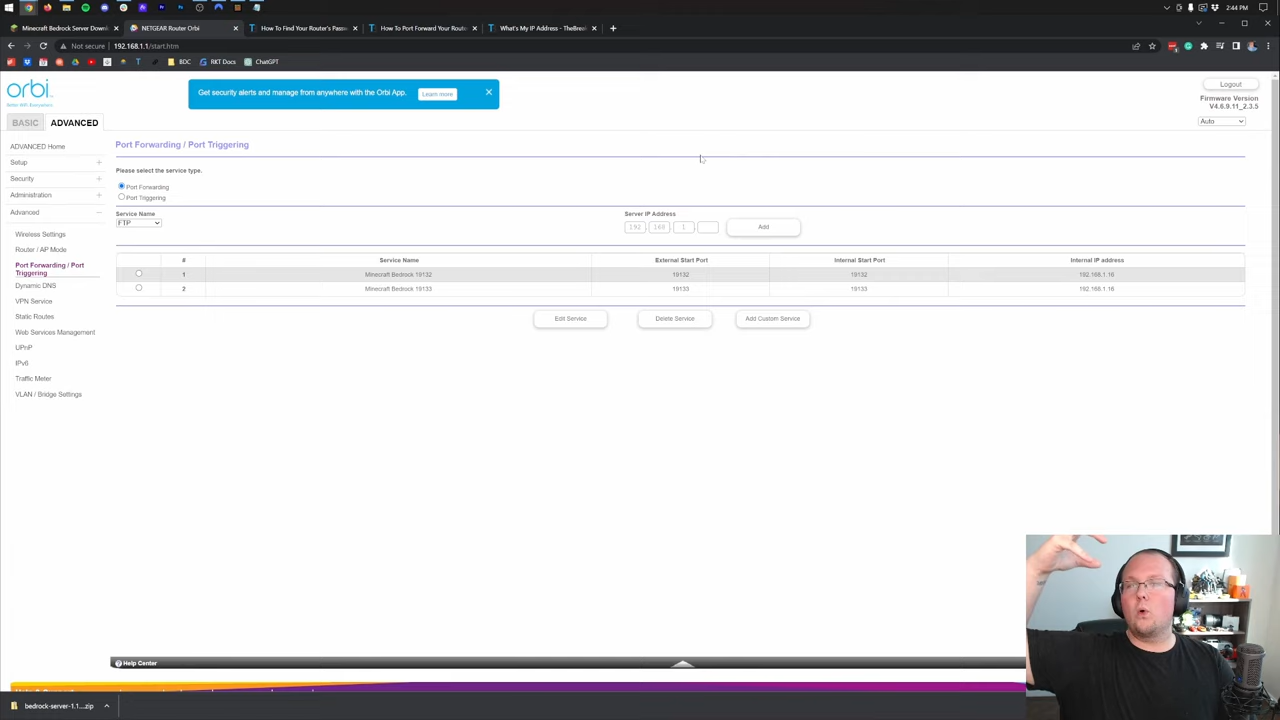 2:44 PM
Minecraft Bedrock Server Downl
NETGEAR Router Orbi
How To Find Your Router's Passw
How To Port Forward Your Router
What's My IP Address - TheBreak
Not secure
192.168.1.1/start.htm
BDC
RKT Docs
ChatGPT
orbi
Better WiFi. Everywhere.
Get security alerts and manage from anywhere with the Orbi App.
Learn more
Logout
Firmware Version
V4.6.9.11_2.3.5
Auto
BASIC
ADVANCED
ADVANCED Home
Setup
Security
Administration
Advanced
Wireless Settings
Router / AP Mode
Port Forwarding / Port
Triggering
Dynamic DNS
VPN Service
Static Routes
Web Services Management
UPnP
IPv6
Traffic Meter
VLAN / Bridge Settings
Port Forwarding / Port Triggering
Please select the service type.
Port Forwarding
Port Triggering
Service Name
FTP
Server IP Address
192 . 168 . 1 .
Add
# Service Name External Start Port Internal Start Port Internal IP address
1 Minecraft Bedrock 19132 19132 19132 192.168.1.16
2 Minecraft Bedrock 19133 19133 19133 192.168.1.16
Edit Service
Delete Service
Add Custom Service
Help Center
bedrock-server-1.1....zip